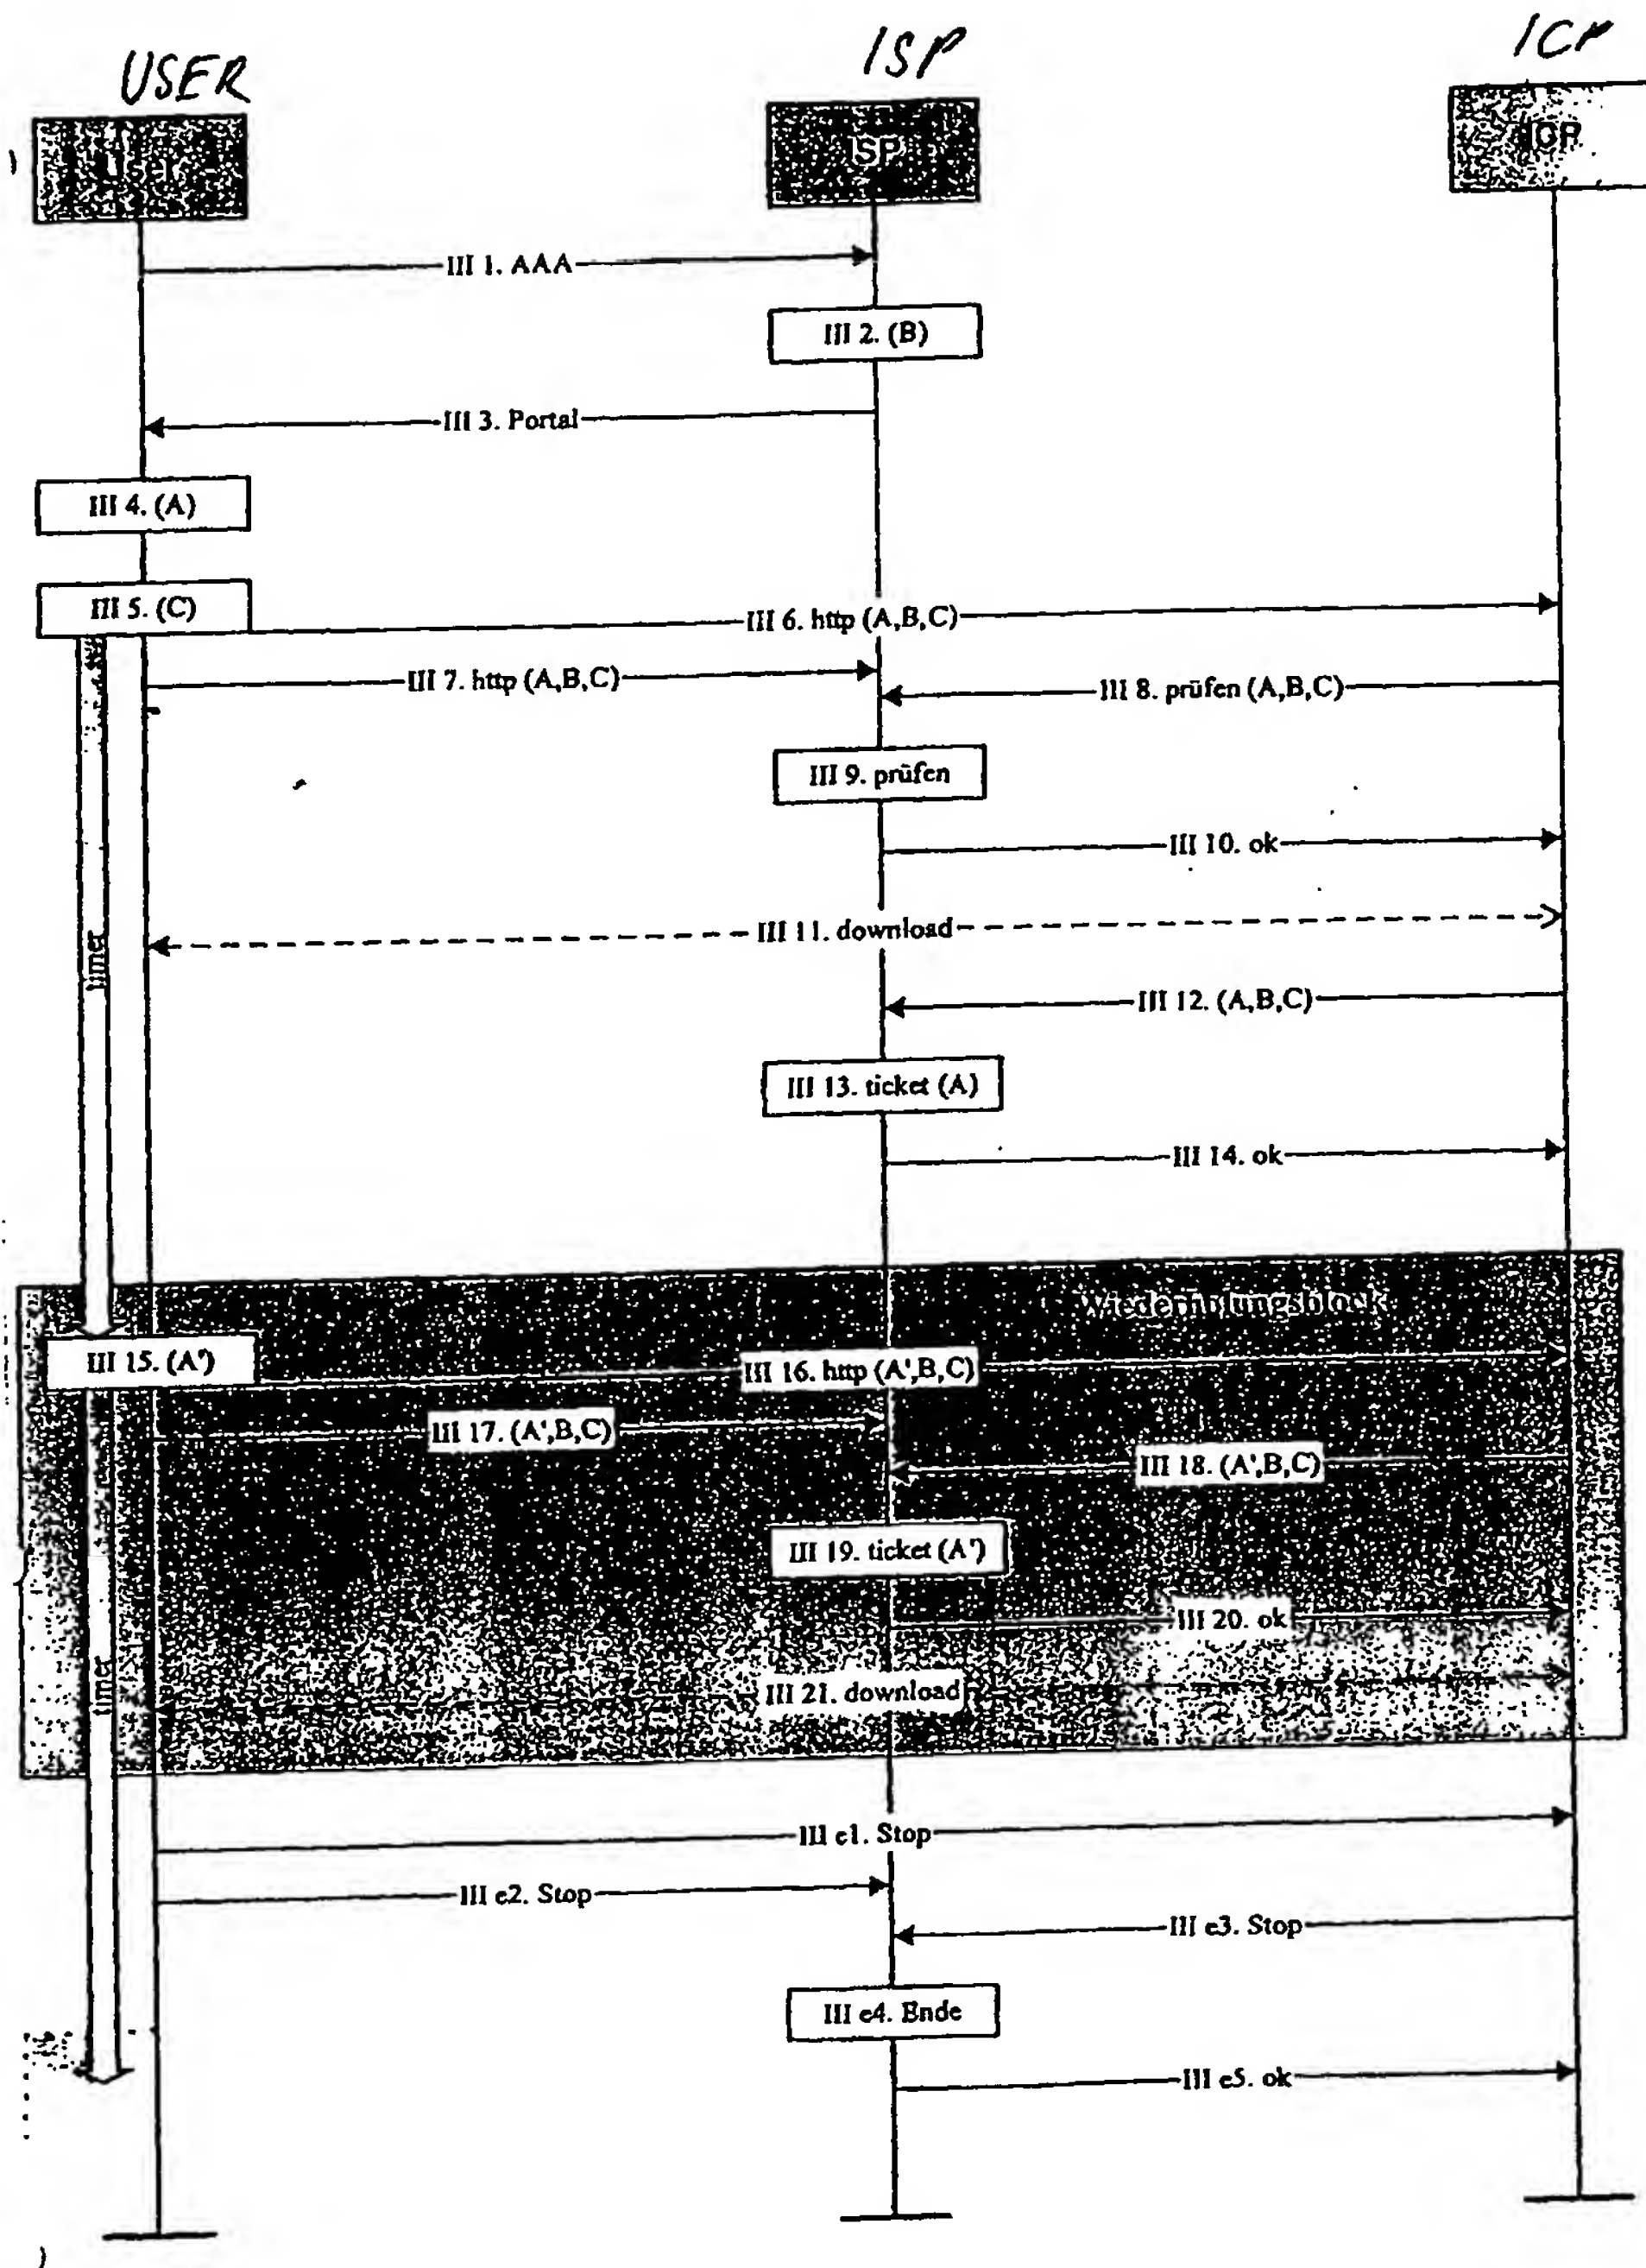 USER
ISP
ICP
User
ISP
ICP
III 1. AAA
III 2. (B)
III 3. Portal
III 4. (A)
III 5. (C)
III 6. http (A,B,C)
III 7. http (A,B,C)
III 8. prüfen (A,B,C)
III 9. prüfen
III 10. ok
timer
III 11. download
III 12. (A,B,C)
III 13. ticket (A)
III 14. ok
Wiederholungsblock
III 15. (A')
III 16. http (A',B,C)
III 17. (A',B,C)
III 18. (A',B,C)
III 19. ticket (A')
III 20. ok
timer
III 21. download
III e1. Stop
III e2. Stop
III e3. Stop
III e4. Ende
III e5. ok